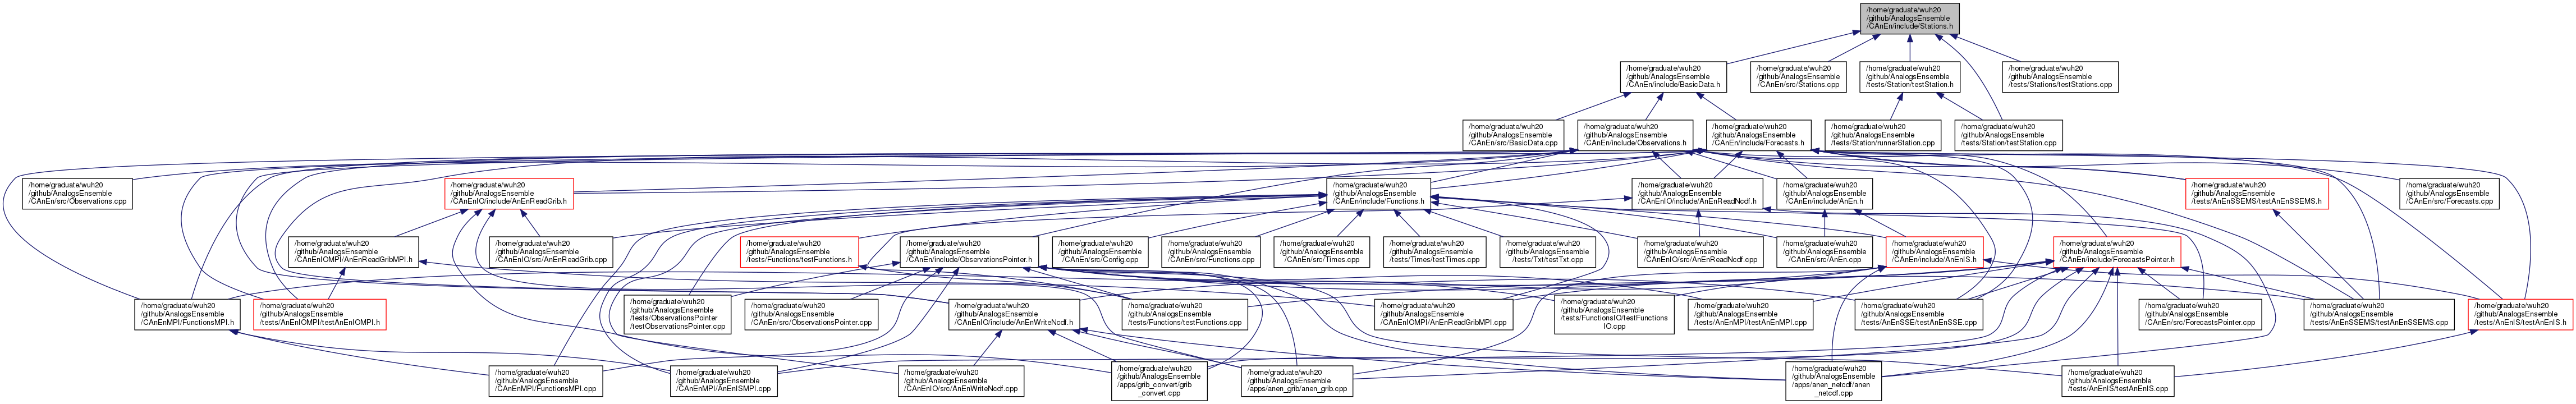 /home/graduate/wuh20
/github/AnalogsEnsemble
/CAnEn/include/Stations.h
/home/graduate/wuh20
/github/AnalogsEnsemble
/CAnEn/include/BasicData.h
/home/graduate/wuh20
/github/AnalogsEnsemble
/CAnEn/src/Stations.cpp
/home/graduate/wuh20
/github/AnalogsEnsemble
/tests/Station/testStation.h
/home/graduate/wuh20
/github/AnalogsEnsemble
/tests/Stations/testStations.cpp
/home/graduate/wuh20
/github/AnalogsEnsemble
/CAnEn/src/BasicData.cpp
/home/graduate/wuh20
/github/AnalogsEnsemble
/CAnEn/include/Observations.h
/home/graduate/wuh20
/github/AnalogsEnsemble
/CAnEn/include/Forecasts.h
/home/graduate/wuh20
/github/AnalogsEnsemble
/tests/Station/runnerStation.cpp
/home/graduate/wuh20
/github/AnalogsEnsemble
/tests/Station/testStation.cpp
/home/graduate/wuh20
/github/AnalogsEnsemble
/CAnEn/src/Observations.cpp
/home/graduate/wuh20
/github/AnalogsEnsemble
/CAnEnIO/include/AnEnReadGrib.h
/home/graduate/wuh20
/github/AnalogsEnsemble
/CAnEn/include/Functions.h
/home/graduate/wuh20
/github/AnalogsEnsemble
/CAnEnIO/include/AnEnReadNcdf.h
/home/graduate/wuh20
/github/AnalogsEnsemble
/CAnEn/include/AnEn.h
/home/graduate/wuh20
/github/AnalogsEnsemble
/tests/AnEnSSEMS/testAnEnSSEMS.h
/home/graduate/wuh20
/github/AnalogsEnsemble
/CAnEn/src/Forecasts.cpp
/home/graduate/wuh20
/github/AnalogsEnsemble
/CAnEnIOMPI/AnEnReadGribMPI.h
/home/graduate/wuh20
/github/AnalogsEnsemble
/CAnEnIO/src/AnEnReadGrib.cpp
/home/graduate/wuh20
/github/AnalogsEnsemble
/tests/Functions/testFunctions.h
/home/graduate/wuh20
/github/AnalogsEnsemble
/CAnEn/include/ObservationsPointer.h
/home/graduate/wuh20
/github/AnalogsEnsemble
/CAnEn/src/Config.cpp
/home/graduate/wuh20
/github/AnalogsEnsemble
/CAnEn/src/Functions.cpp
/home/graduate/wuh20
/github/AnalogsEnsemble
/CAnEn/src/Times.cpp
/home/graduate/wuh20
/github/AnalogsEnsemble
/tests/Times/testTimes.cpp
/home/graduate/wuh20
/github/AnalogsEnsemble
/tests/Txt/testTxt.cpp
/home/graduate/wuh20
/github/AnalogsEnsemble
/CAnEnIO/src/AnEnReadNcdf.cpp
/home/graduate/wuh20
/github/AnalogsEnsemble
/CAnEn/src/AnEn.cpp
/home/graduate/wuh20
/github/AnalogsEnsemble
/CAnEn/include/AnEnIS.h
/home/graduate/wuh20
/github/AnalogsEnsemble
/CAnEn/include/ForecastsPointer.h
/home/graduate/wuh20
/github/AnalogsEnsemble
/CAnEnMPI/FunctionsMPI.h
/home/graduate/wuh20
/github/AnalogsEnsemble
/tests/AnEnIOMPI/testAnEnIOMPI.h
/home/graduate/wuh20
/github/AnalogsEnsemble
/tests/ObservationsPointer
/testObservationsPointer.cpp
/home/graduate/wuh20
/github/AnalogsEnsemble
/CAnEn/src/ObservationsPointer.cpp
/home/graduate/wuh20
/github/AnalogsEnsemble
/CAnEnIO/include/AnEnWriteNcdf.h
/home/graduate/wuh20
/github/AnalogsEnsemble
/tests/Functions/testFunctions.cpp
/home/graduate/wuh20
/github/AnalogsEnsemble
/CAnEnIOMPI/AnEnReadGribMPI.cpp
/home/graduate/wuh20
/github/AnalogsEnsemble
/tests/FunctionsIO/testFunctions
IO.cpp
/home/graduate/wuh20
/github/AnalogsEnsemble
/tests/AnEnMPI/testAnEnMPI.cpp
/home/graduate/wuh20
/github/AnalogsEnsemble
/tests/AnEnSSE/testAnEnSSE.cpp
/home/graduate/wuh20
/github/AnalogsEnsemble
/CAnEn/src/ForecastsPointer.cpp
/home/graduate/wuh20
/github/AnalogsEnsemble
/tests/AnEnSSEMS/testAnEnSSEMS.cpp
/home/graduate/wuh20
/github/AnalogsEnsemble
/tests/AnEnIS/testAnEnIS.h
/home/graduate/wuh20
/github/AnalogsEnsemble
/CAnEnMPI/FunctionsMPI.cpp
/home/graduate/wuh20
/github/AnalogsEnsemble
/CAnEnMPI/AnEnISMPI.cpp
/home/graduate/wuh20
/github/AnalogsEnsemble
/CAnEnIO/src/AnEnWriteNcdf.cpp
/home/graduate/wuh20
/github/AnalogsEnsemble
/apps/grib_convert/grib
_convert.cpp
/home/graduate/wuh20
/github/AnalogsEnsemble
/apps/anen_grib/anen_grib.cpp
/home/graduate/wuh20
/github/AnalogsEnsemble
/apps/anen_netcdf/anen
_netcdf.cpp
/home/graduate/wuh20
/github/AnalogsEnsemble
/tests/AnEnIS/testAnEnIS.cpp